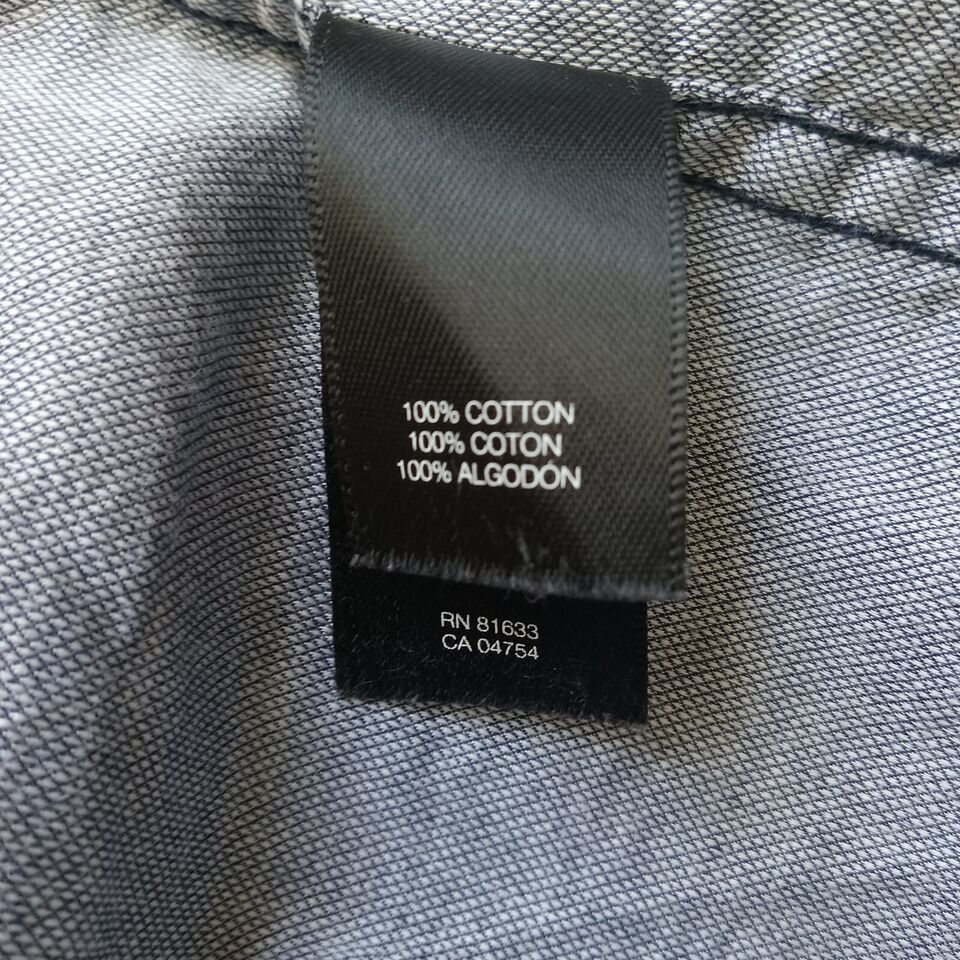 100% COTTON
100% COTON
100% ALGODÓN
RN 81633
CA 04754